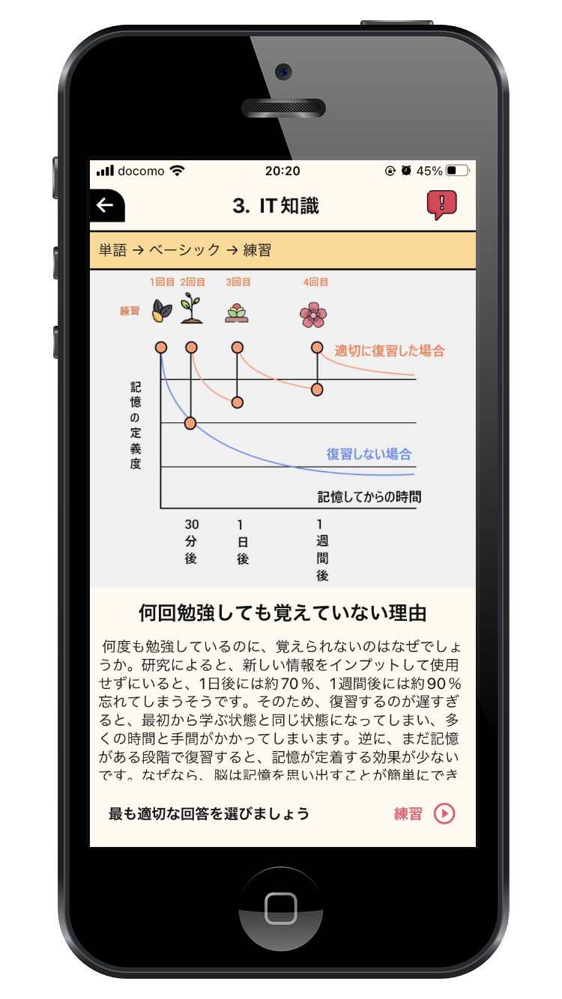 docomo 20:20 45%
3. IT知識
単語 → ベーシック → 練習
1回目 2回目 3回目 4回目
練習
適切に復習した場合
記憶の定義度
復習しない場合
記憶してからの時間
30分後 1日後 1週間後
何回勉強しても覚えていない理由
何度も勉強しているのに、覚えられないのはなぜでしょ
うか。研究によると、新しい情報をインプットして使用
せずにいると、1日後には約70%、1週間後には約90%
忘れてしまうそうです。そのため、復習するのが遅すぎ
ると、最初から学ぶ状態と同じ状態になってしまい、多
くの時間と手間がかかってしまいます。逆に、まだ記憶
がある段階で復習すると、記憶が定着する効果が少ない
です。なぜなら、脳は記憶を思い出すことが簡単にでき
最も適切な回答を選びましょう 練習